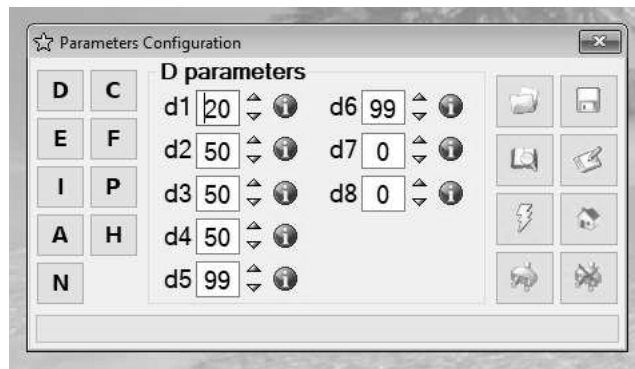 Parameters Configuration
D C
E F
I P
A H
N
D parameters
d1 20
d2 50
d3 50
d4 50
d5 99
d6 99
d7 0
d8 0